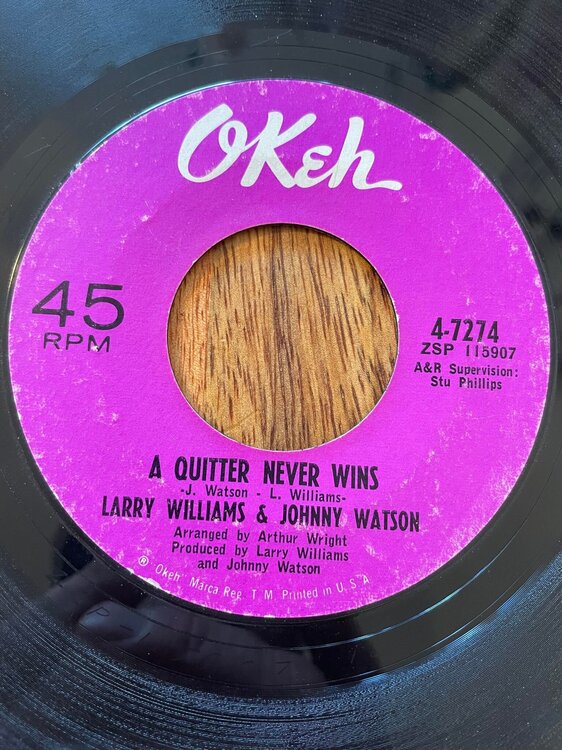 OKeh
45
RPM
4-7274
ZSP 115907
A&R Supervision:
Stu Phillips
A QUITTER NEVER WINS
-J. Watson - L. Williams-
LARRY WILLIAMS & JOHNNY WATSON
Arranged by Arthur Wright
Produced by Larry Williams
and Johnny Watson
® "Okeh" Marca Reg. T M Printed in U S A